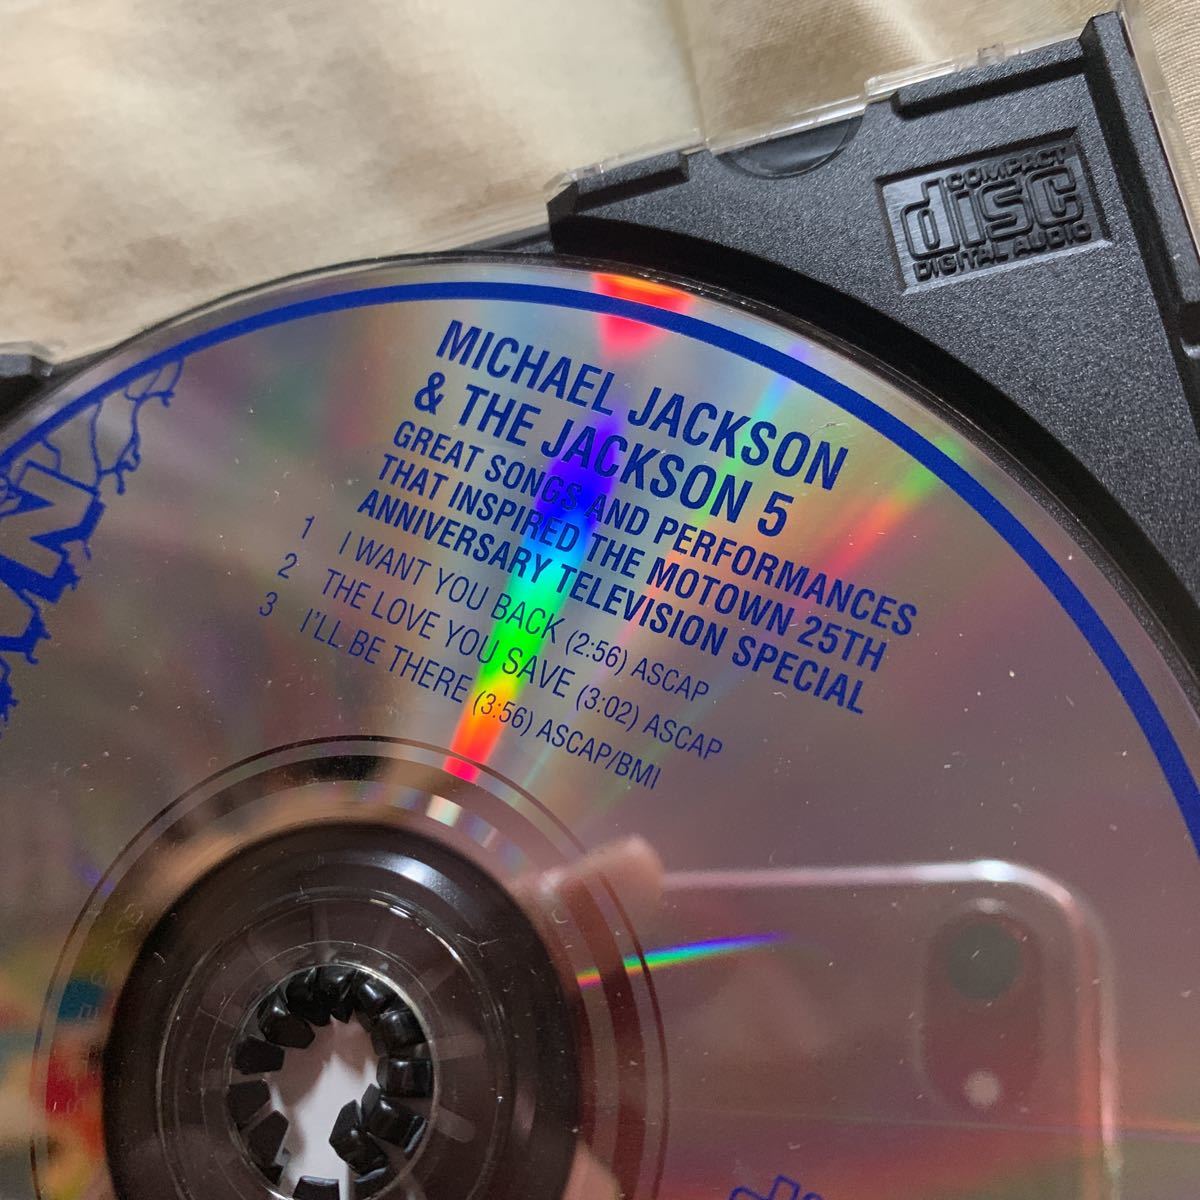 COMPACT
disc
DIGITAL AUDIO
MICHAEL JACKSON
& THE JACKSON 5
GREAT SONGS AND PERFORMANCES
THAT INSPIRED THE MOTOWN 25TH
ANNIVERSARY TELEVISION SPECIAL
1 I WANT YOU BACK (2:56) ASCAP
2 THE LOVE YOU SAVE (3:02) ASCAP
3 I'LL BE THERE (3:56) ASCAP/BMI